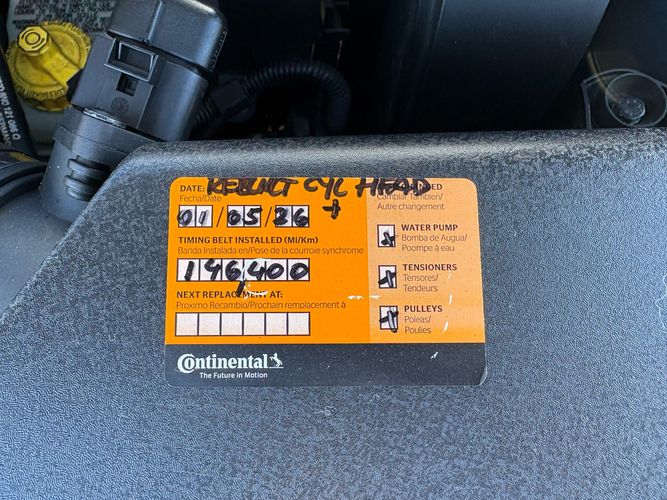 REBUILT CYL HEAD +
DATE:
Fecha/Date
01/05/26
TIMING BELT INSTALLED (Mi/Km)
Banda Instalada en/Pose de la courroie synchrone
146,400
NEXT REPLACEMENT AT:
Proximo Recambio/Prochain remplacement à
Cambiar También/
Autre changement
x WATER PUMP
Bomba de Augua/
Poompe à eau
x TENSIONERS
Tensores/
Tendeurs
x PULLEYS
Poleas/
Poulies
Continental
The Future in Motion